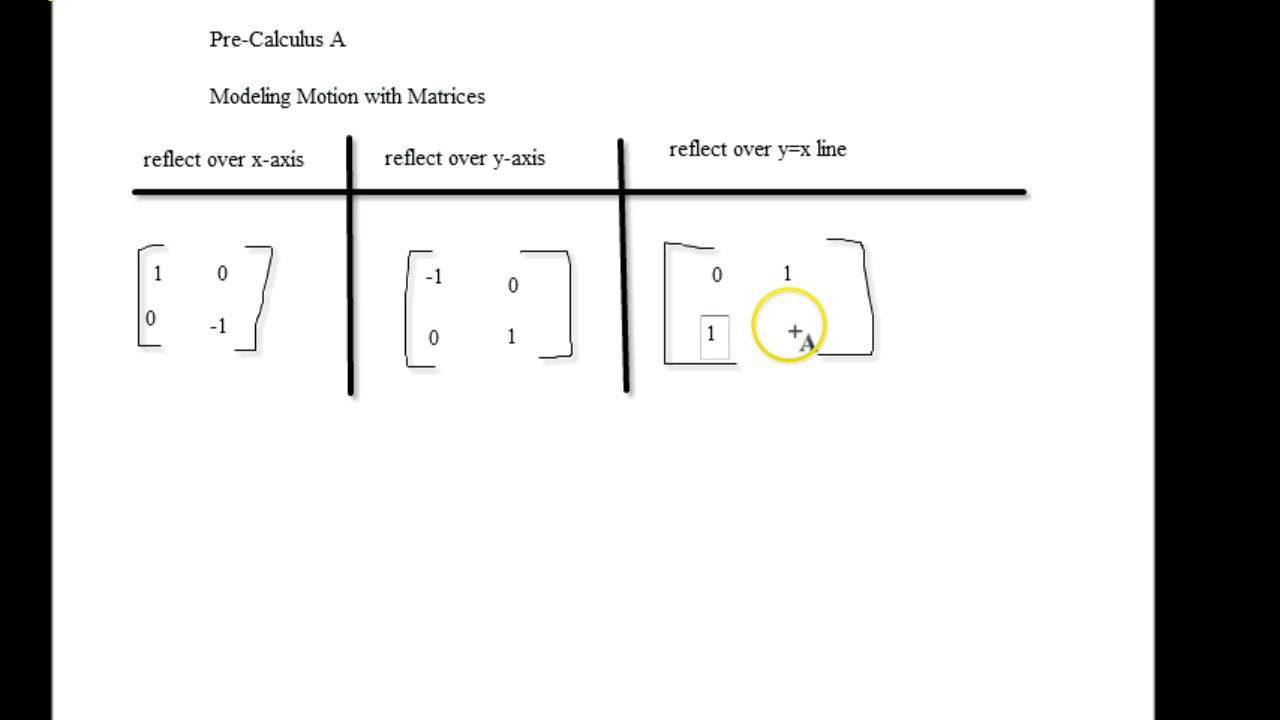 Pre-Calculus A
Modeling Motion with Matrices
reflect over x-axis reflect over y-axis reflect over y=x line
1 0 -1 0 0 1
0 -1 0 1 1
A